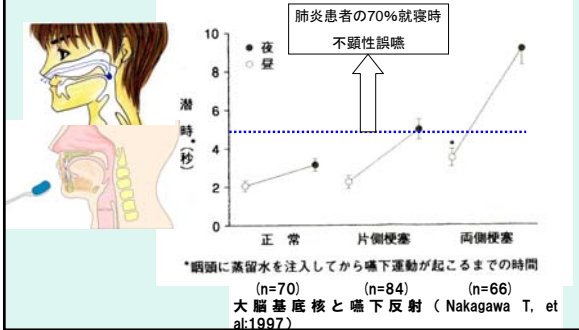 肺炎患者の70%就寝時
不顕性誤嚥
● 夜
○ 昼
潜時*(秒)
10
8
6
4
2
0
*
正常 片側梗塞 両側梗塞
*咽頭に蒸留水を注入してから嚥下運動が起こるまでの時間
(n=70) (n=84) (n=66)
大脳基底核と嚥下反射(Nakagawa T, et
al:1997)